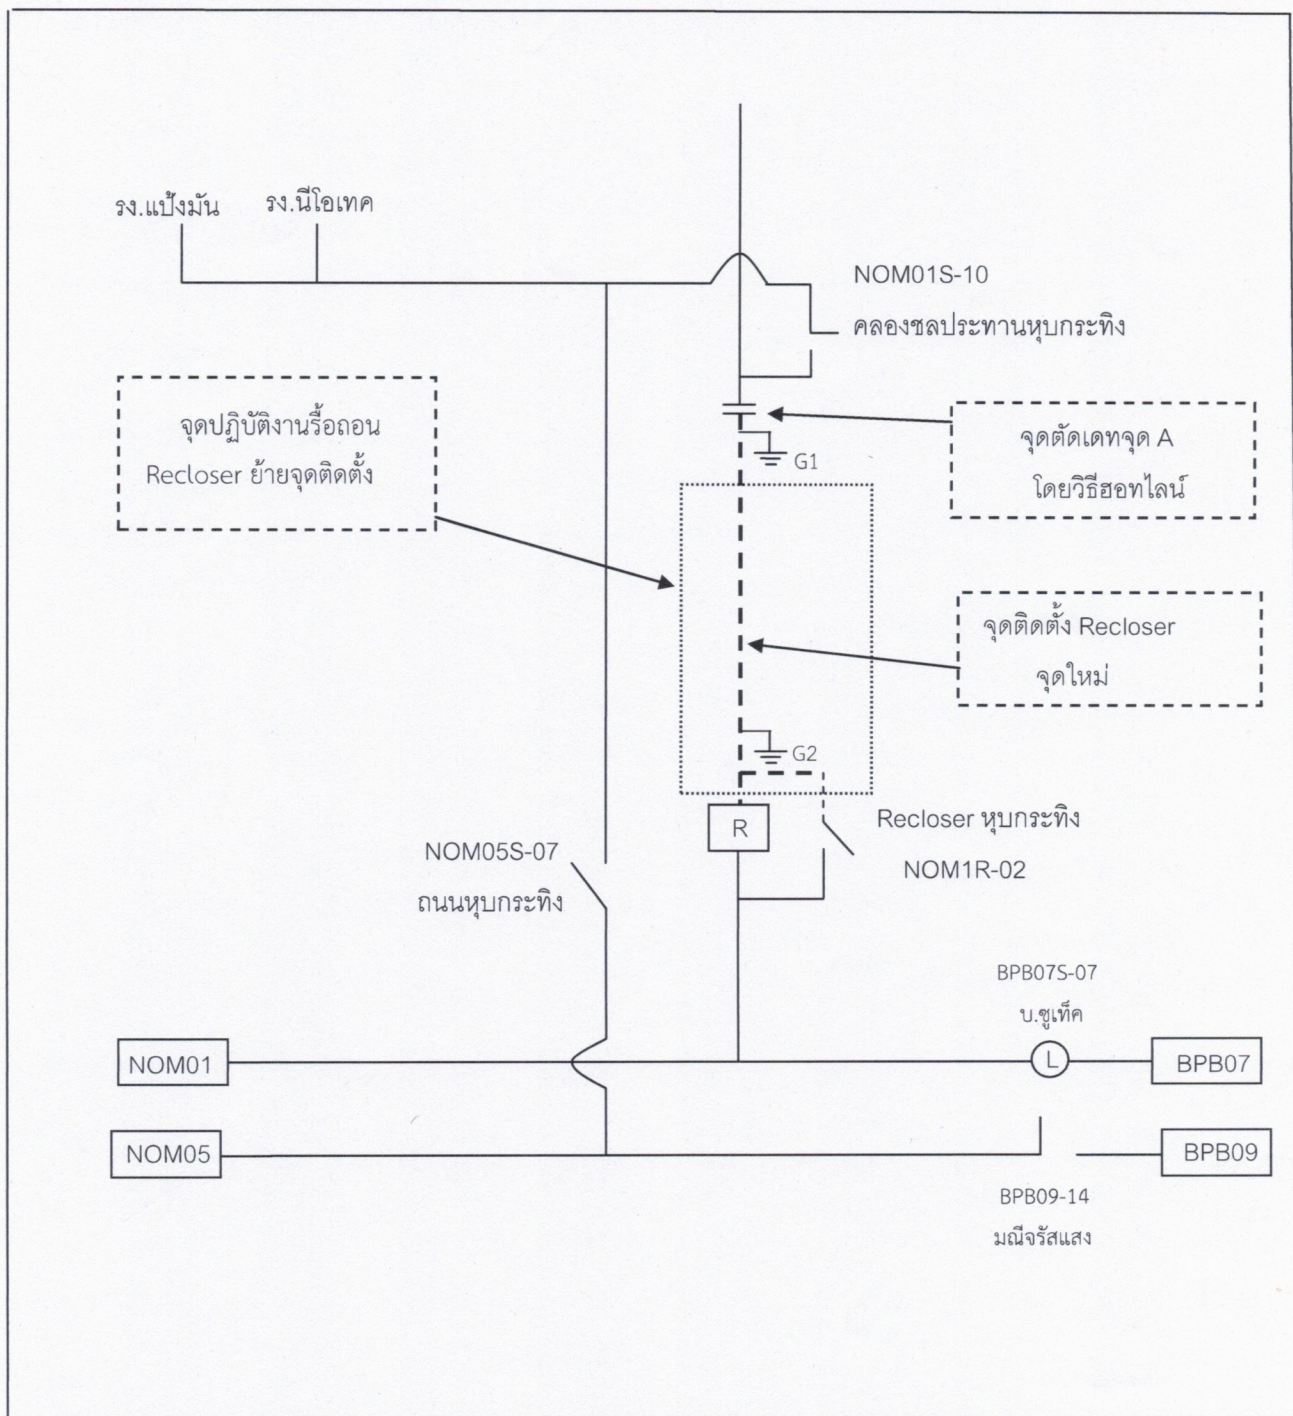 รง.แป้งมัน
รง.นีโอเทค
NOM01S-10
คลองชลประทานหุบกระทิง
จุดปฏิบัติงานรื้อถอน
Recloser ย้ายจุดติดตั้ง
จุดตัดเดทจุด A
โดยวิธีฮอทไลน์
G1
จุดติดตั้ง Recloser
จุดใหม่
G2
R
Recloser หุบกระทิง
NOM1R-02
NOM05S-07
ถนนหุบกระทิง
BPB07S-07
บ.ซูเท็ค
NOM01
L
BPB07
NOM05
BPB09
BPB09-14
มณีจรัสแสง